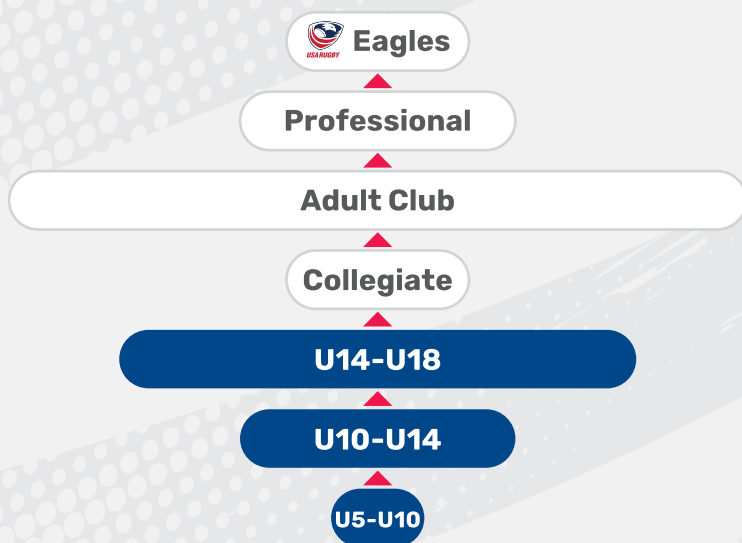 USA RUGBY
Eagles
Professional
Adult Club
Collegiate
U14-U18
U10-U14
U5-U10